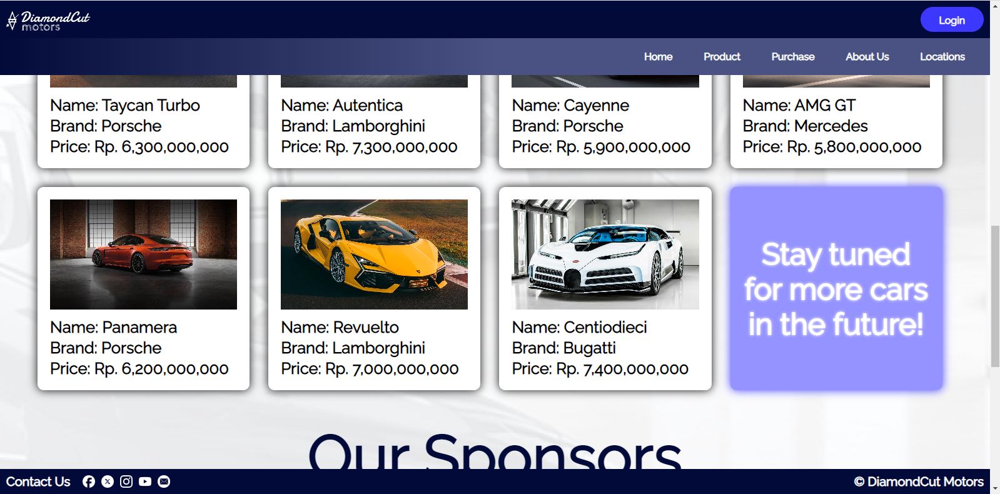 DiamondCut
motors
Login
Home
Product
Purchase
About Us
Locations
Name: Taycan Turbo
Brand: Porsche
Price: Rp. 6,300,000,000
Name: Autentica
Brand: Lamborghini
Price: Rp. 7,300,000,000
Name: Cayenne
Brand: Porsche
Price: Rp. 5,900,000,000
Name: AMG GT
Brand: Mercedes
Price: Rp. 5,800,000,000
Name: Panamera
Brand: Porsche
Price: Rp. 6,200,000,000
Name: Revuelto
Brand: Lamborghini
Price: Rp. 7,000,000,000
Name: Centiodieci
Brand: Bugatti
Price: Rp. 7,400,000,000
Stay tuned
for more cars
in the future!
Our Sponsors
Contact Us
© DiamondCut Motors